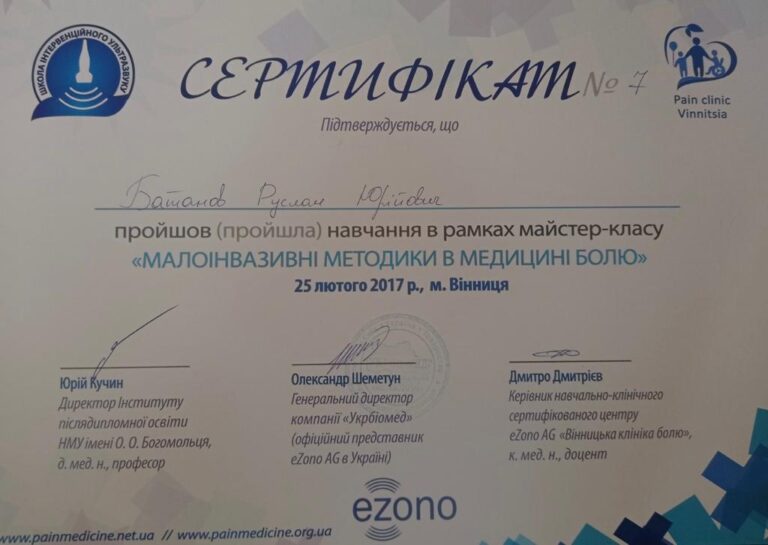 ШКОЛА ІНТЕРВЕНЦІЙНОГО УЛЬТРАЗВУКУ
СЕРТИФІКАТ № 7
Pain clinic
Vinnitsia
Підтверджується, що
Батанов Руслан Юрійович
пройшов (пройшла) навчання в рамках майстер-класу
«МАЛОІНВАЗИВНІ МЕТОДИКИ В МЕДИЦИНІ БОЛЮ»
25 лютого 2017 р., м. Вінниця
Юрій Кучин
Директор Інституту
післядипломної освіти
НМУ імені О. О. Богомольця,
д. мед. н., професор
Олександр Шеметун
Генеральний директор
компанії «Укрбіомед»
(офіційний представник
eZono AG в Україні)
Дмитро Дмитрієв
Керівник навчально-клінічного
сертифікованого центру
eZono AG «Вінницька клініка болю»,
к. мед. н., доцент
ezono
www.painmedicine.net.ua // www.painmedicine.org.ua